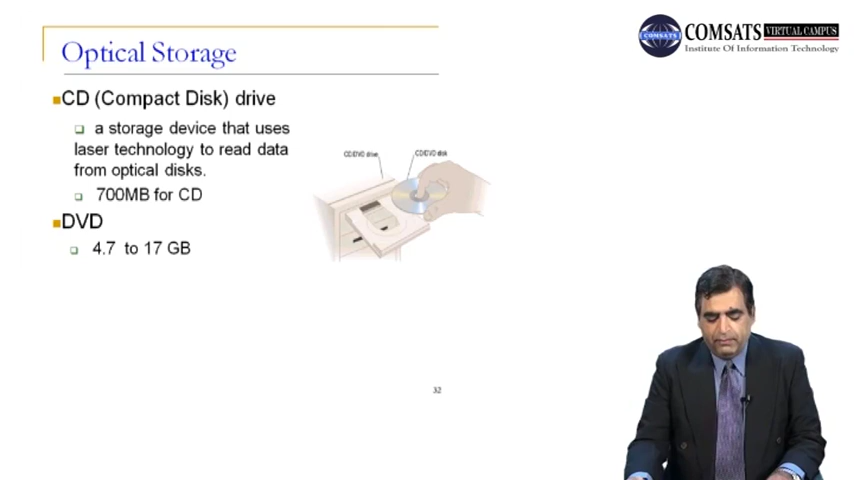 COMSATS VIRTUAL CAMPUS
COMSATS
Institute Of Information Technology
Optical Storage
CD (Compact Disk) drive
a storage device that uses
laser technology to read data
from optical disks.
700MB for CD
DVD
4.7 to 17 GB
CD/DVD drive
CD/DVD disk
32